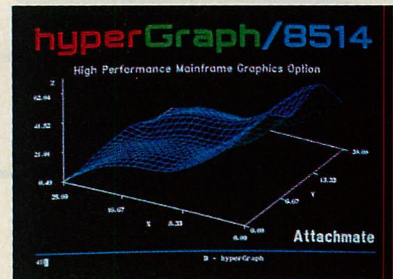 hyperGraph/8514
High Performance Mainframe Graphics Option
Z
62.04
41.52
21.01
0.49
25.00
16.67
X
8.33
0.00
0.00
6.67
Y
13.33
20.00
Attachmate
B - hyperGraph